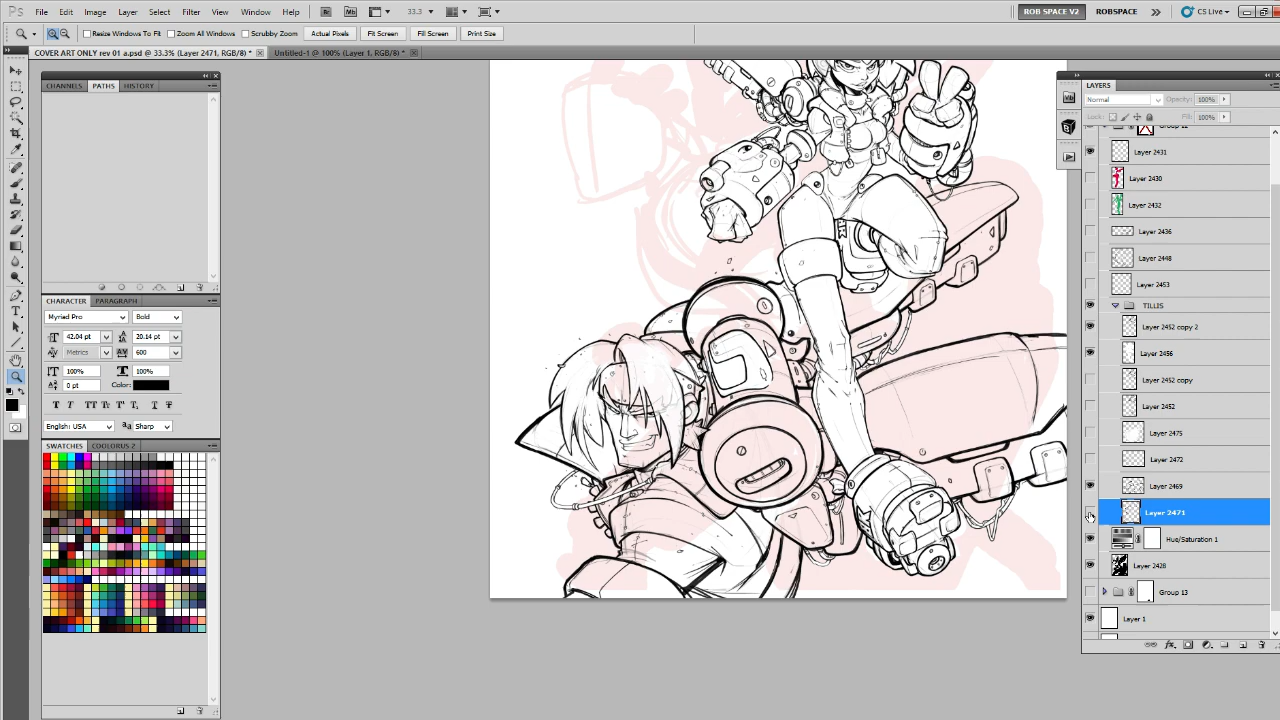 Ps File Edit Image Layer Select Filter View Window Help Br Mb 33.3 ROB SPACE V2 ROBSPACE CS Live
Resize Windows To Fit Zoom All Windows Scrubby Zoom Actual Pixels Fit Screen Fill Screen Print Size
COVER ART ONLY rev 01 a.psd @ 33.3% (Layer 2471, RGB/8) * Untitled-1 @ 100% (Layer 1, RGB/8) *
CHANNELS PATHS HISTORY
CHARACTER PARAGRAPH
Myriad Pro Bold
42.04 pt 20.14 pt
Metrics 600
100% 100%
0 pt Color:
English: USA Sharp
SWATCHES COOLORUS 2
LAYERS
Normal Opacity: 100%
Lock: Fill: 100%
Layer 2431
Layer 2430
Layer 2432
Layer 2436
Layer 2448
Layer 2453
TILLIS
Layer 2452 copy 2
Layer 2456
Layer 2452 copy
Layer 2452
Layer 2475
Layer 2472
Layer 2469
Layer 2471
Hue/Saturation 1
Layer 2428
Group 13
Layer 1